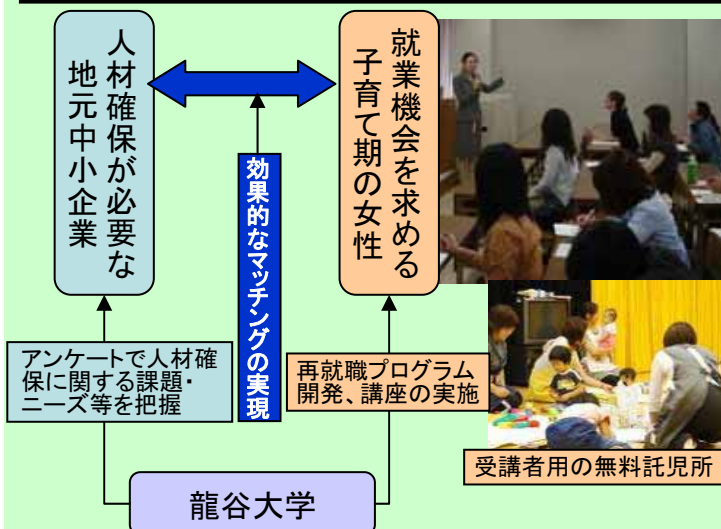 人材確保が必要な
地元中小企業
就業機会を求める
子育て期の女性
効果的なマッチングの実現
アンケートで人材確
保に関する課題・
ニーズ等を把握
再就職プログラム
開発、講座の実施
受講者用の無料託児所
龍谷大学